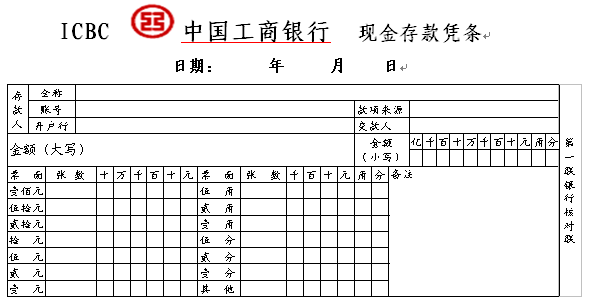 ICBC 中国工商银行 现金存款凭条
日期： 年 月 日
存款人 全称
账号 款项来源
开户行 交款人
金额（大写） 金额（小写） 亿 千 百 十 万 千 百 十 元 角 分
票面 张数 十 万 千 百 十 元 票面 张数 千 百 十 元 角 分 备注
壹佰元 伍角
伍拾元 贰角
贰拾元 壹角
拾元 伍分
伍元 贰分
贰元 壹分
壹元 其他
第一联银行核对联